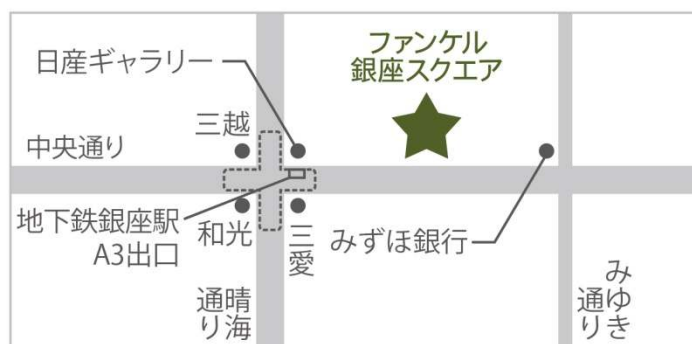 ファンケル
銀座スクエア
日産ギャラリー
三越
中央通り
地下鉄銀座駅
A3出口
和光
三愛
みずほ銀行
晴海
通り
みゆき
通り